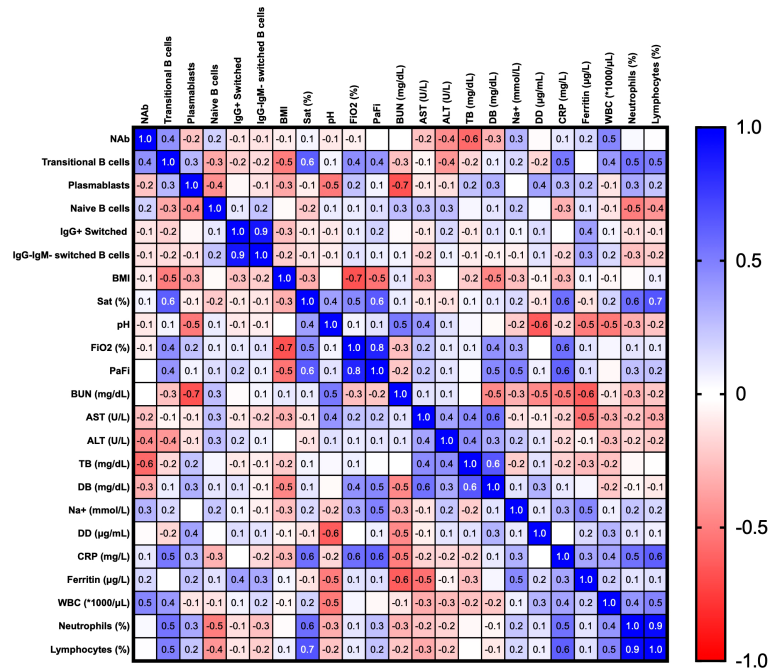 NAb
Transitional B cells
Plasmablasts
Naive B cells
IgG+ Switched
IgG-IgM- switched B cells
BMI
Sat (%)
pH
FiO2 (%)
PaFi
BUN (mg/dL)
AST (U/L)
ALT (U/L)
TB (mg/dL)
DB (mg/dL)
Na+ (mmol/L)
DD (µg/mL)
CRP (mg/L)
Ferritin (µg/L)
WBC (*1000/µL)
Neutrophils (%)
Lymphocytes (%)
NAb 1.0 0.4 -0.2 0.2 -0.1 -0.1 -0.1 0.1 -0.1 -0.1 -0.2 -0.4 -0.6 -0.3 0.3 0.1 0.2 0.5
Transitional B cells 0.4 1.0 0.3 -0.3 -0.2 -0.2 -0.5 0.6 0.1 0.4 0.4 -0.3 -0.1 -0.4 -0.2 0.1 0.2 -0.2 0.5 0.4 0.5 0.5
Plasmablasts -0.2 0.3 1.0 -0.4 -0.1 -0.3 -0.1 -0.5 0.2 0.1 -0.7 -0.1 -0.1 0.2 0.3 0.4 0.3 0.2 -0.1 0.3 0.2
Naive B cells 0.2 -0.3 -0.4 1.0 0.1 0.2 -0.2 0.1 0.1 0.1 0.3 0.3 0.3 0.1 0.2 -0.3 0.1 0.1 -0.5 -0.4
IgG+ Switched -0.1 -0.2 0.1 1.0 0.9 -0.3 -0.1 -0.1 0.1 0.2 -0.1 0.2 -0.1 -0.1 0.1 0.1 0.4 0.1 -0.1 -0.1
IgG-IgM- switched B cells -0.1 -0.2 -0.1 0.2 0.9 1.0 -0.2 -0.1 -0.1 0.1 0.1 0.1 -0.2 0.1 -0.1 -0.1 0.1 0.1 -0.2 0.3 0.2 -0.3 -0.2
BMI -0.1 -0.5 -0.3 -0.3 -0.2 1.0 -0.3 -0.7 -0.5 0.1 -0.3 -0.2 -0.5 -0.3 -0.1 -0.3 0.1 -0.1 0.1
Sat (%) 0.1 0.6 -0.1 -0.2 -0.1 -0.1 -0.3 1.0 0.4 0.5 0.6 0.1 -0.1 -0.1 0.1 0.1 0.2 -0.1 0.6 -0.1 0.2 0.6 0.7
pH -0.1 0.1 -0.5 0.1 -0.1 -0.1 0.4 1.0 0.1 0.1 0.5 0.4 0.1 -0.2 -0.6 -0.2 -0.5 -0.5 -0.3 -0.2
FiO2 (%) -0.1 0.4 0.2 0.1 0.1 0.1 -0.7 0.5 0.1 1.0 0.8 -0.3 0.2 0.1 0.1 0.4 0.3 0.6 0.1 0.1 0.1
PaFi 0.4 0.1 0.1 0.2 0.1 -0.5 0.6 0.1 0.8 1.0 -0.2 0.2 0.1 0.5 0.5 0.1 0.6 0.1 0.3 0.2
BUN (mg/dL) -0.3 -0.7 0.3 0.1 0.1 0.1 0.5 -0.3 -0.2 1.0 0.1 0.1 -0.5 -0.3 -0.5 -0.5 -0.6 -0.1 -0.3 -0.2
AST (U/L) -0.2 -0.1 -0.1 0.3 -0.1 -0.2 -0.3 -0.1 0.4 0.2 0.2 0.1 1.0 0.4 0.4 0.6 -0.1 -0.1 -0.2 -0.5 -0.3 -0.2 -0.3
ALT (U/L) -0.4 -0.4 -0.1 0.3 0.2 0.1 -0.1 0.1 0.1 0.1 0.1 0.4 1.0 0.4 0.3 0.2 0.1 -0.2 -0.1 -0.3 -0.2 -0.2
TB (mg/dL) -0.6 -0.2 0.2 -0.1 -0.1 -0.2 0.1 0.1 0.4 0.4 1.0 0.6 -0.2 0.1 -0.2 -0.3 -0.2
DB (mg/dL) -0.3 0.1 0.3 0.1 0.1 -0.1 -0.5 0.1 0.4 0.5 -0.5 0.6 0.3 0.6 1.0 -0.1 0.3 0.1 -0.2 -0.1 -0.1
Na+ (mmol/L) 0.3 0.2 0.2 -0.1 0.1 -0.3 0.2 -0.2 0.3 0.5 -0.3 -0.1 0.2 -0.2 -0.1 1.0 0.1 0.3 0.5 0.1 0.2 0.2
DD (µg/mL) -0.2 0.4 0.1 0.1 -0.1 -0.1 -0.6 0.1 -0.5 -0.1 0.1 0.1 0.3 0.1 1.0 0.2 0.3 0.1 0.1
CRP (mg/L) 0.1 0.5 0.3 -0.3 -0.2 -0.3 0.6 -0.2 0.6 0.6 -0.5 -0.2 -0.2 -0.2 0.1 0.3 1.0 0.3 0.4 0.5 0.6
Ferritin (µg/L) 0.2 0.2 0.1 0.4 0.3 0.1 -0.1 -0.5 0.1 0.1 -0.6 -0.5 -0.1 -0.3 0.5 0.2 0.3 1.0 0.2 0.1 0.1
WBC (*1000/µL) 0.5 0.4 -0.1 0.1 0.1 0.2 -0.1 0.2 -0.5 -0.1 -0.3 -0.3 -0.2 -0.2 0.1 0.3 0.4 0.2 1.0 0.4 0.5
Neutrophils (%) 0.5 0.3 -0.5 -0.1 -0.3 0.6 -0.3 0.1 0.3 -0.3 -0.2 -0.2 -0.1 0.2 0.1 0.5 0.1 0.4 1.0 0.9
Lymphocytes (%) 0.5 0.2 -0.4 -0.1 -0.2 0.1 0.7 -0.2 0.1 0.2 -0.2 -0.3 -0.2 -0.1 0.2 0.1 0.6 0.1 0.5 0.9 1.0
1.0
0.5
0
-0.5
-1.0